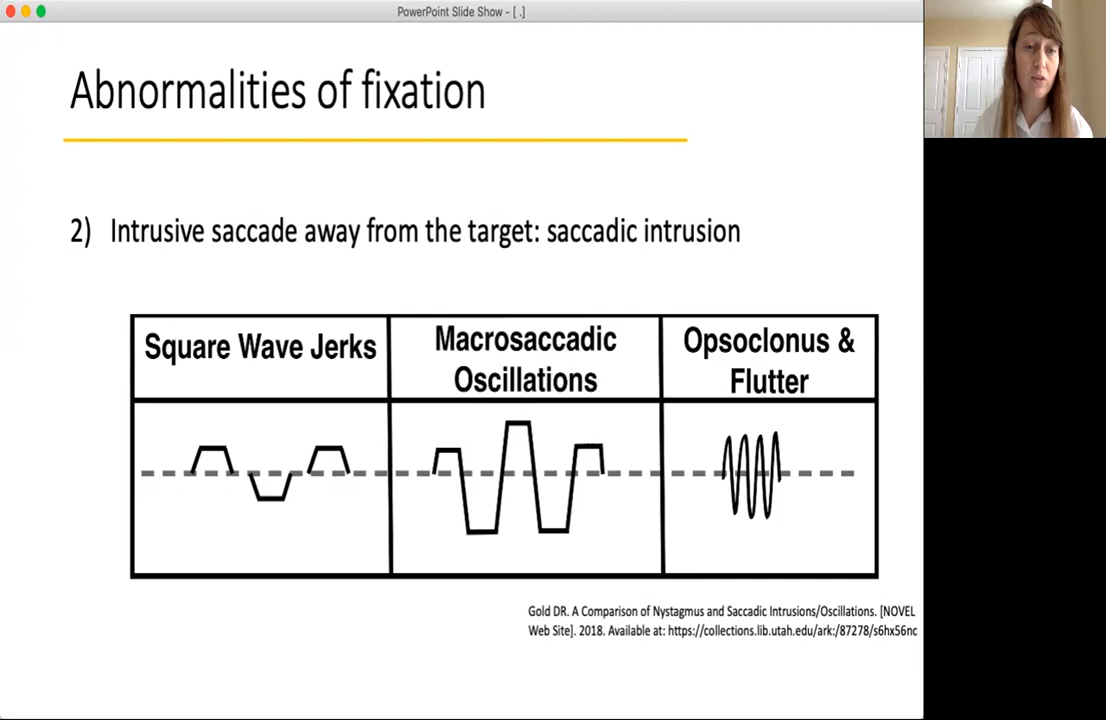 PowerPoint Slide Show - [ .]
Abnormalities of fixation
2) Intrusive saccade away from the target: saccadic intrusion
Square Wave Jerks
Macrosaccadic
Oscillations
Opsoclonus &
Flutter
Gold DR. A Comparison of Nystagmus and Saccadic Intrusions/Oscillations. [NOVEL
Web Site]. 2018. Available at: https://collections.lib.utah.edu/ark:/87278/s6hx56nc